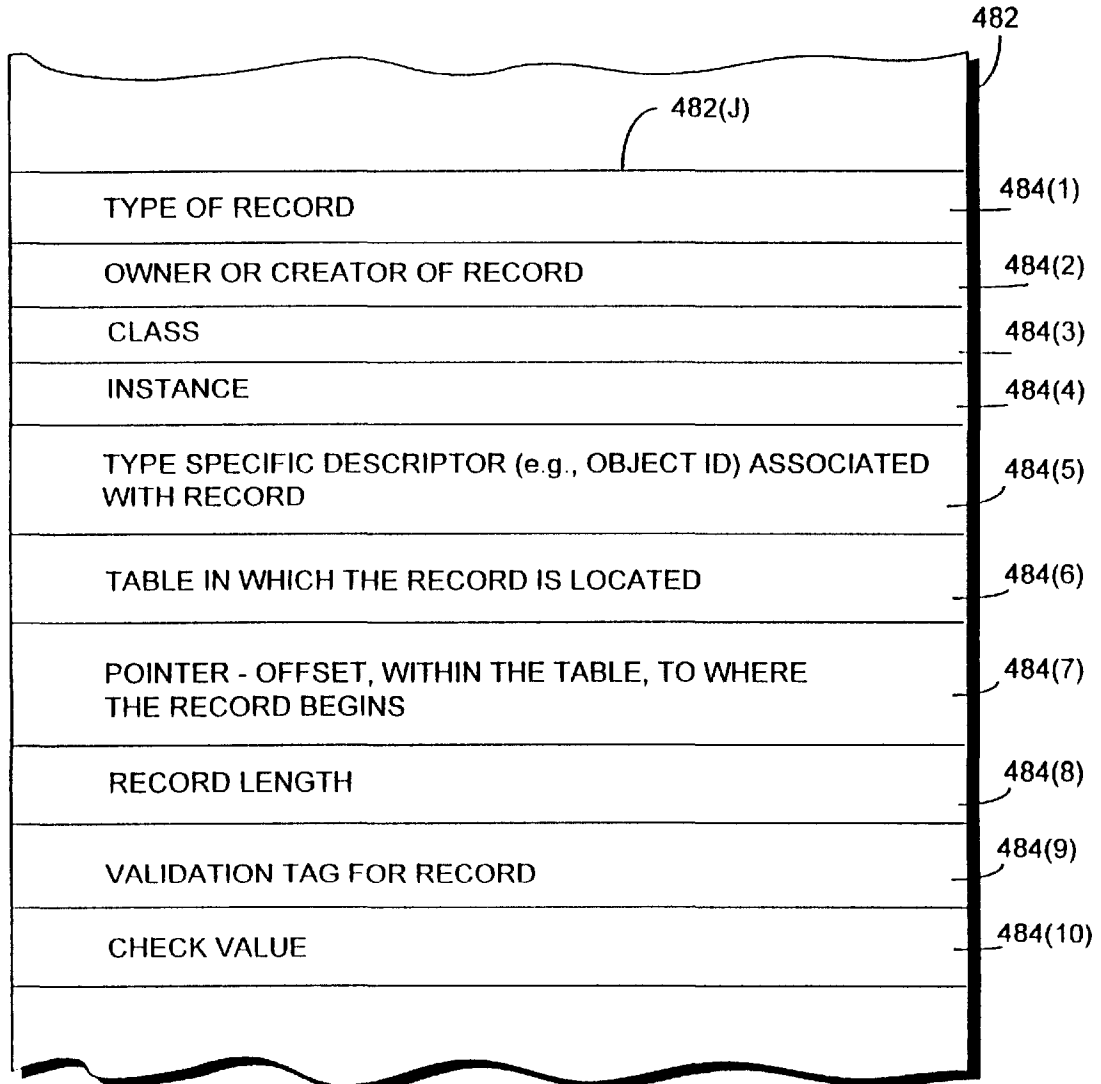 482
482(J)
TYPE OF RECORD
484(1)
OWNER OR CREATOR OF RECORD
484(2)
CLASS
484(3)
INSTANCE
484(4)
TYPE SPECIFIC DESCRIPTOR (e.g., OBJECT ID) ASSOCIATED
WITH RECORD
484(5)
TABLE IN WHICH THE RECORD IS LOCATED
484(6)
POINTER - OFFSET, WITHIN THE TABLE, TO WHERE
THE RECORD BEGINS
484(7)
RECORD LENGTH
484(8)
VALIDATION TAG FOR RECORD
484(9)
CHECK VALUE
484(10)